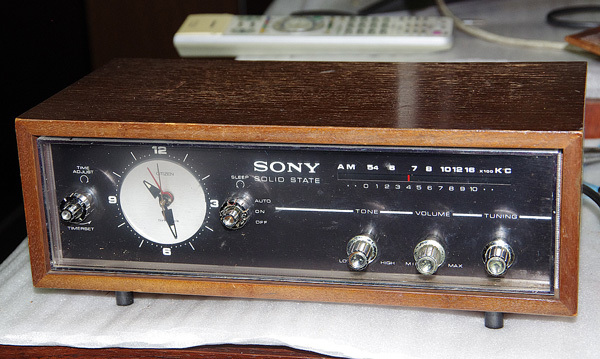 TIME
ADJUST
TIMERSET
12
3
6
9
CITIZEN
SLEEP
AUTO
ON
OFF
SONY
SOLID STATE
AM 54 6 7 8 10 12 16 X100 KC
0 1 2 3 4 5 6 7 8 9 10
TONE VOLUME TUNING
LOW HIGH MIN MAX